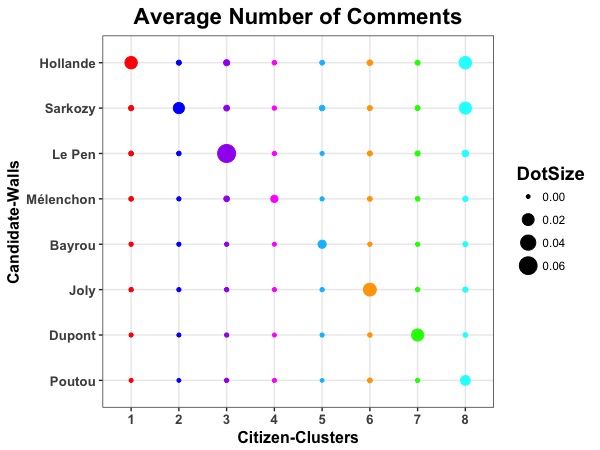 Average Number of Comments
Candidate-Walls
Hollande
Sarkozy
Le Pen
Mélenchon
Bayrou
Joly
Dupont
Poutou
1 2 3 4 5 6 7 8
Citizen-Clusters
DotSize
0.00
0.02
0.04
0.06